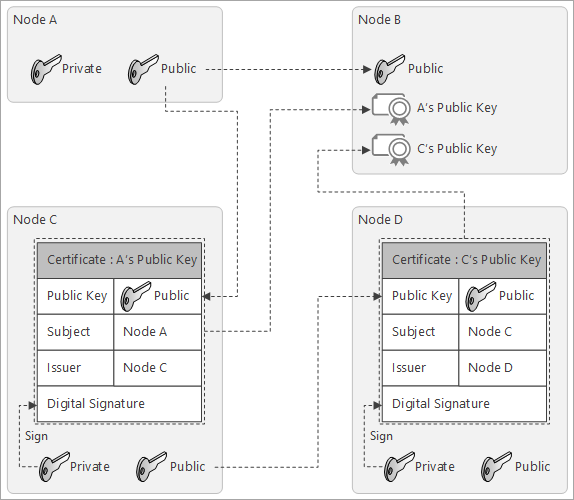 Node A
Private
Public
Node B
Public
A's Public Key
C's Public Key
Node C
Certificate : A's Public Key
Public Key
Public
Subject
Node A
Issuer
Node C
Digital Signature
Sign
Private
Public
Node D
Certificate : C's Public Key
Public Key
Public
Subject
Node C
Issuer
Node D
Digital Signature
Sign
Private
Public